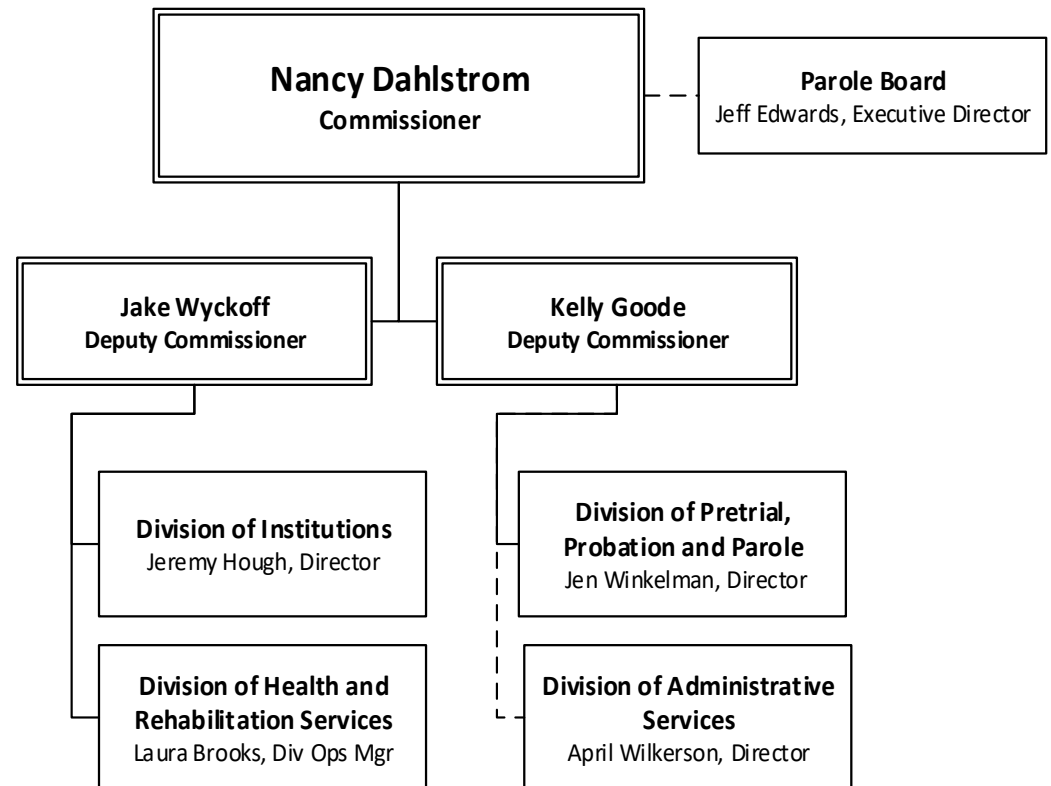 Nancy Dahlstrom
Commissioner
Parole Board
Jeff Edwards, Executive Director
Jake Wyckoff
Deputy Commissioner
Kelly Goode
Deputy Commissioner
Division of Institutions
Jeremy Hough, Director
Division of Pretrial,
Probation and Parole
Jen Winkelman, Director
Division of Health and
Rehabilitation Services
Laura Brooks, Div Ops Mgr
Division of Administrative
Services
April Wilkerson, Director